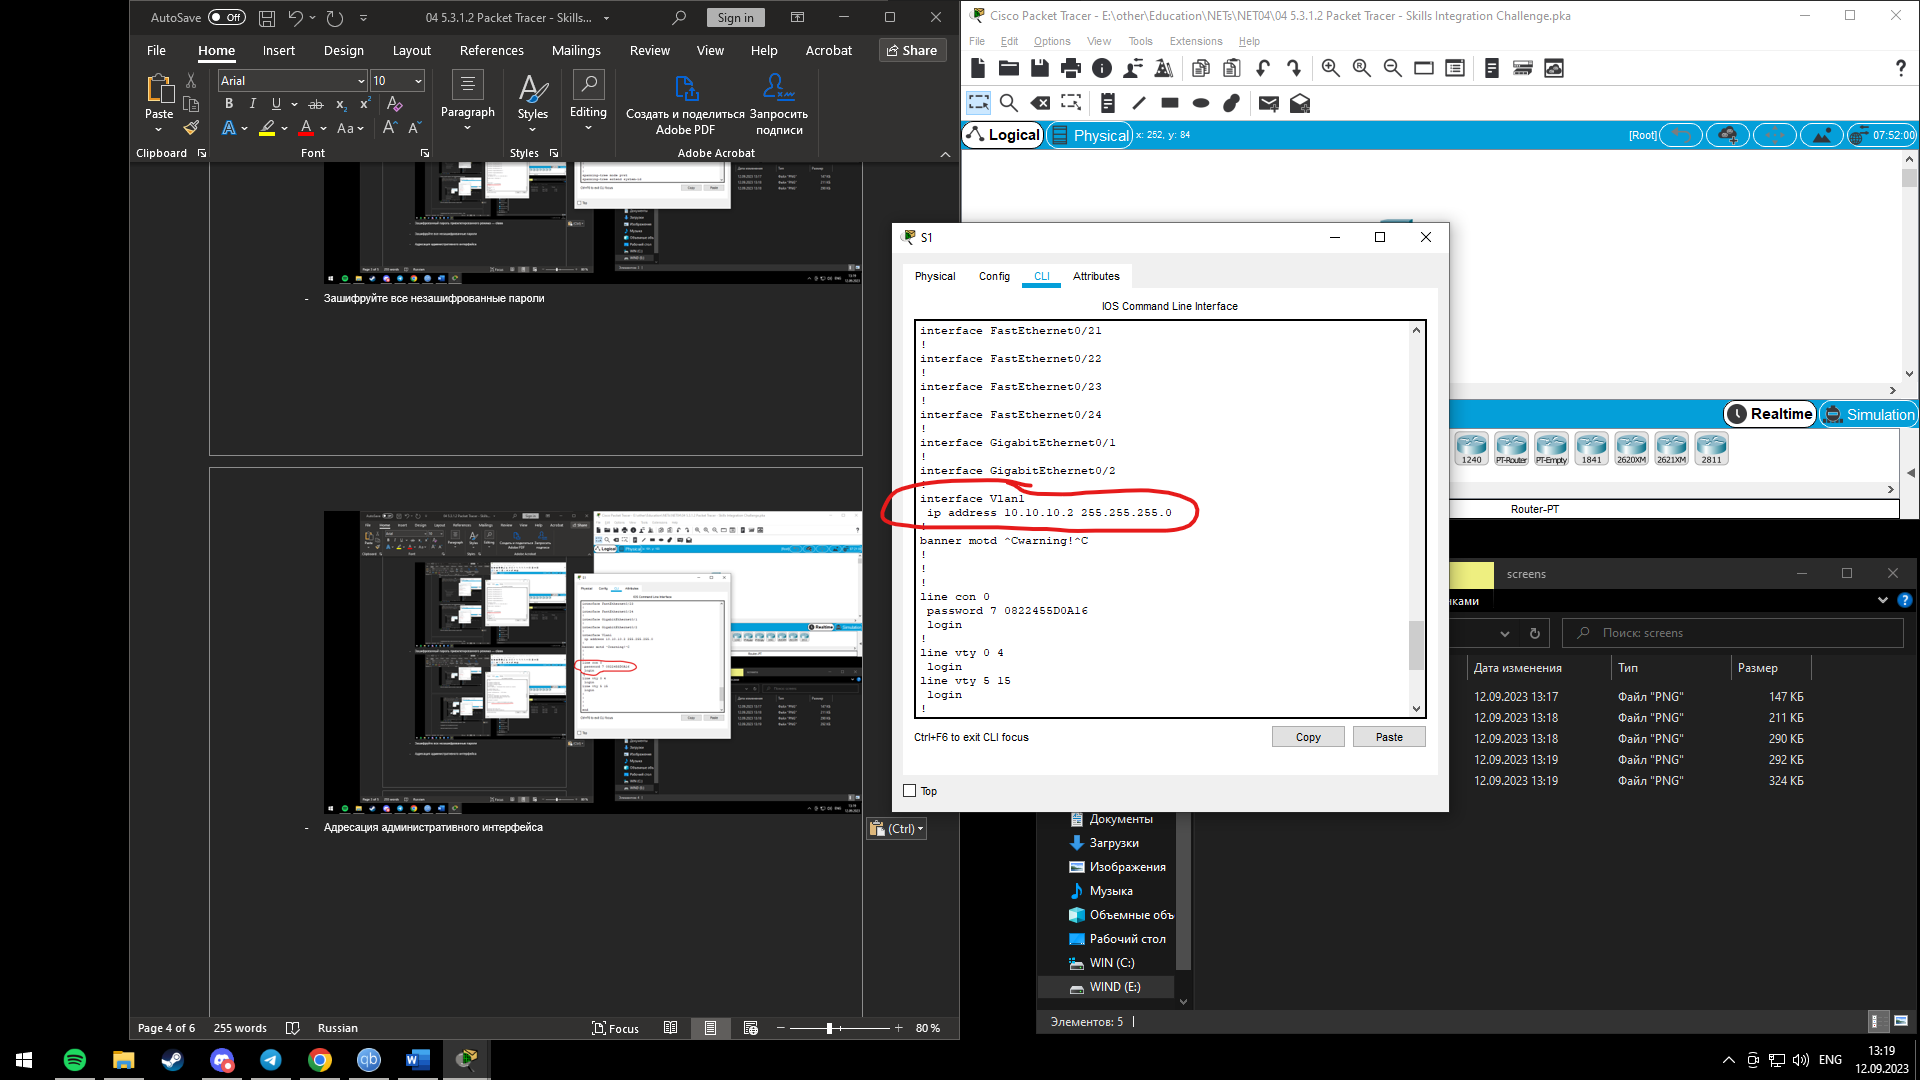 AutoSave Off 04 5.3.1.2 Packet Tracer - Skills... Sign in
File Home Insert Design Layout References Mailings Review View Help Acrobat Share
Arial 10
Paste
Paragraph Styles Editing Создать и поделиться Adobe PDF Запросить подписи
Clipboard Font Styles Adobe Acrobat
- Зашифруйте все незашифрованные пароли
- Адресация административного интерфейса
(Ctrl)
Page 4 of 6 255 words Russian Focus 80 %
Cisco Packet Tracer - E:\other\Education\NETs\NET04\04 5.3.1.2 Packet Tracer - Skills Integration Challenge.pka
File Edit Options View Tools Extensions Help
Logical Physical x: 252, y: 84 [Root] 07:52:00
S1
Physical Config CLI Attributes
IOS Command Line Interface
interface FastEthernet0/21
!
interface FastEthernet0/22
!
interface FastEthernet0/23
!
interface FastEthernet0/24
!
interface GigabitEthernet0/1
!
interface GigabitEthernet0/2
!
interface Vlan1
ip address 10.10.10.2 255.255.255.0
!
banner motd ^Cwarning!^C
!
!
!
line con 0
password 7 0822455D0A16
login
!
line vty 0 4
login
line vty 5 15
login
!
Ctrl+F6 to exit CLI focus Copy Paste
Top
Realtime Simulation
1240 PT-Router PT-Empty 1841 2620XM 2621XM 2811
Router-PT
screens
нками
Поиск: screens
Дата изменения Тип Размер
12.09.2023 13:17 Файл "PNG" 147 КБ
12.09.2023 13:18 Файл "PNG" 211 КБ
12.09.2023 13:18 Файл "PNG" 290 КБ
12.09.2023 13:19 Файл "PNG" 292 КБ
12.09.2023 13:19 Файл "PNG" 324 КБ
Документы
Загрузки
Изображения
Музыка
Объемные объ
Рабочий стол
WIN (C:)
WIND (E:)
Элементов: 5
ENG 13:19
12.09.2023